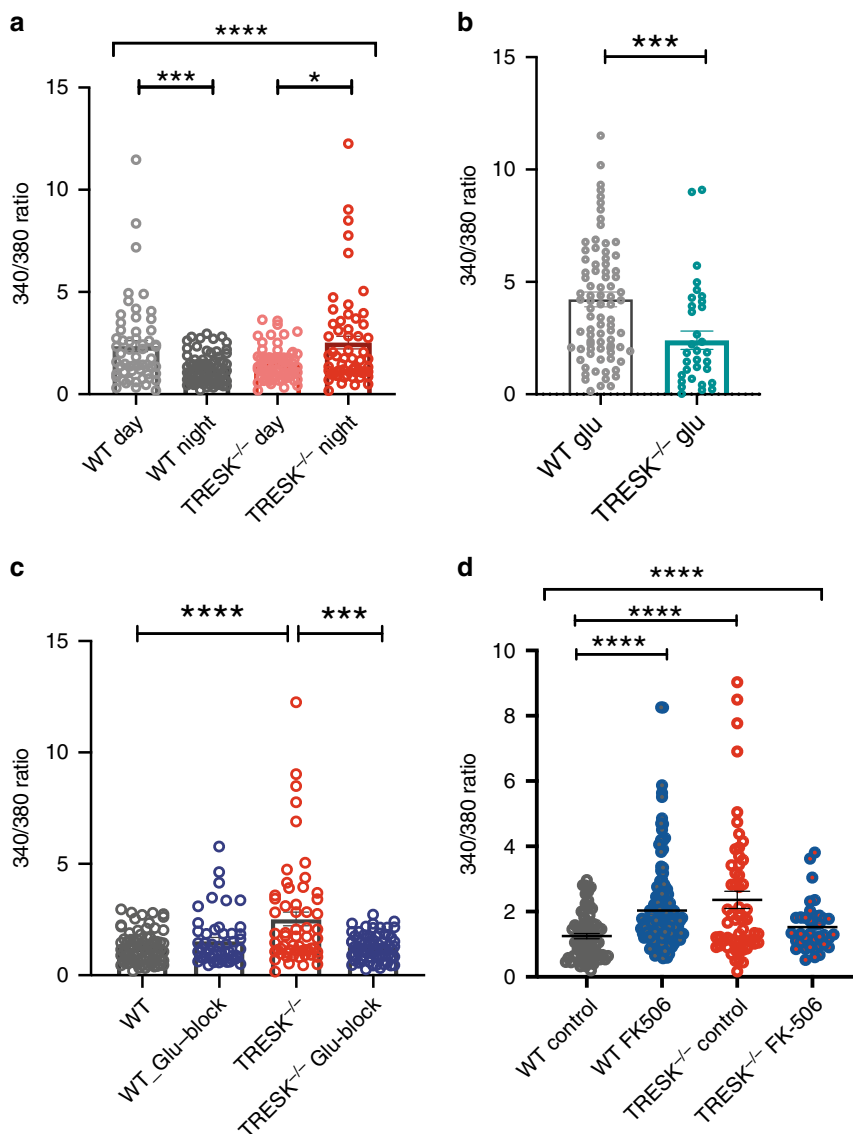 a
****
***
*
15
10
5
0
340/380 ratio
WT day
WT night
TRESK−/− day
TRESK−/− night
b
***
15
10
5
0
340/380 ratio
WT glu
TRESK−/− glu
c
****
***
15
10
5
0
340/380 ratio
WT
WT_Glu–block
TRESK−/−
TRESK−/− Glu-block
d
****
****
****
10
8
6
4
2
0
340/380 ratio
WT control
WT FK506
TRESK−/− control
TRESK−/− FK-506